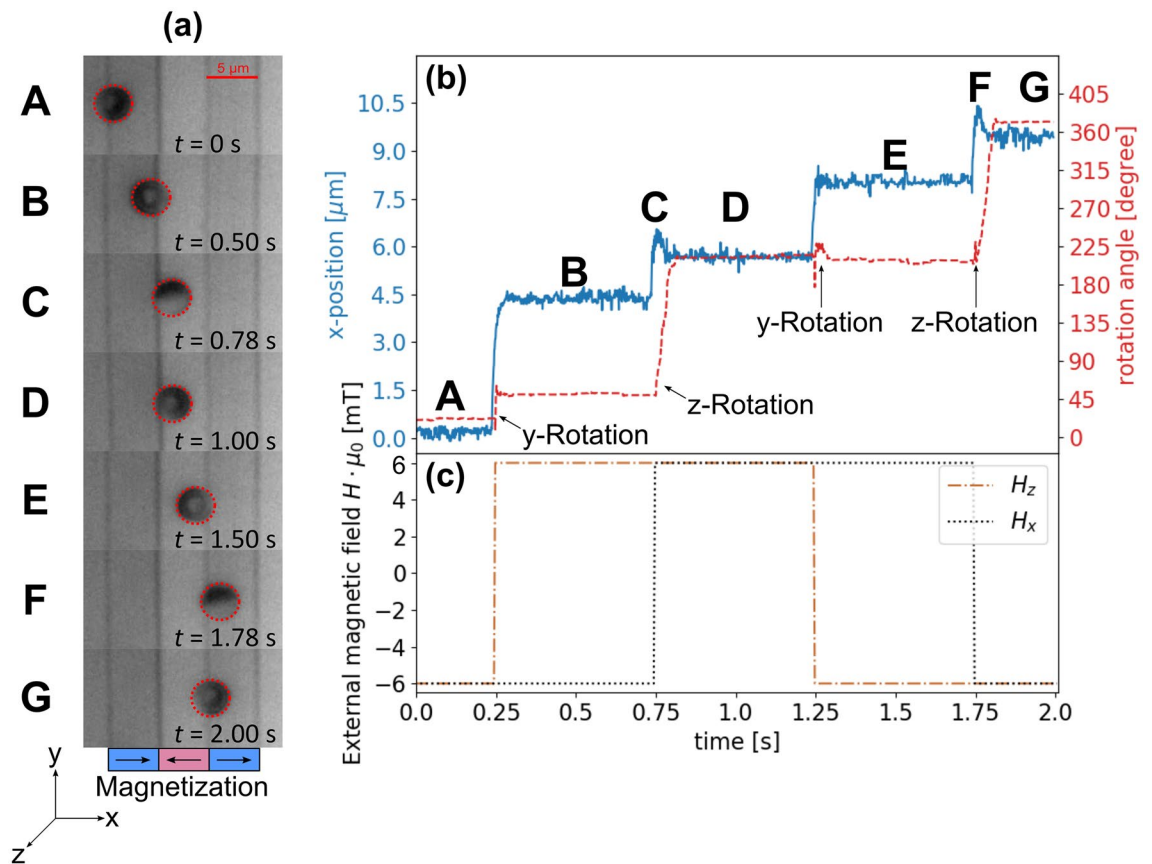 (a)
5 μm
A
t = 0 s
B
t = 0.50 s
C
t = 0.78 s
D
t = 1.00 s
E
t = 1.50 s
F
t = 1.78 s
G
t = 2.00 s
Magnetization
y
x
z
(b)
x-position [μm]
10.5
9.0
7.5
6.0
4.5
3.0
1.5
0.0
A
B
C
D
E
F
G
y-Rotation
z-Rotation
y-Rotation
z-Rotation
405
360
315
270
225
180
135
90
45
0
rotation angle [degree]
(c)
External magnetic field H · μ0 [mT]
6
4
2
0
−2
−4
−6
Hz
Hx
0.0 0.25 0.5 0.75 1.0 1.25 1.5 1.75 2.0
time [s]